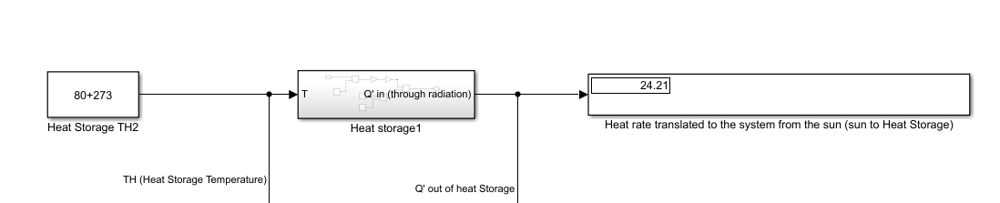 80+273
Heat Storage TH2
T
Q' in (through radiation)
Heat storage1
24.21
Heat rate translated to the system from the sun (sun to Heat Storage)
TH (Heat Storage Temperature)
Q' out of heat Storage